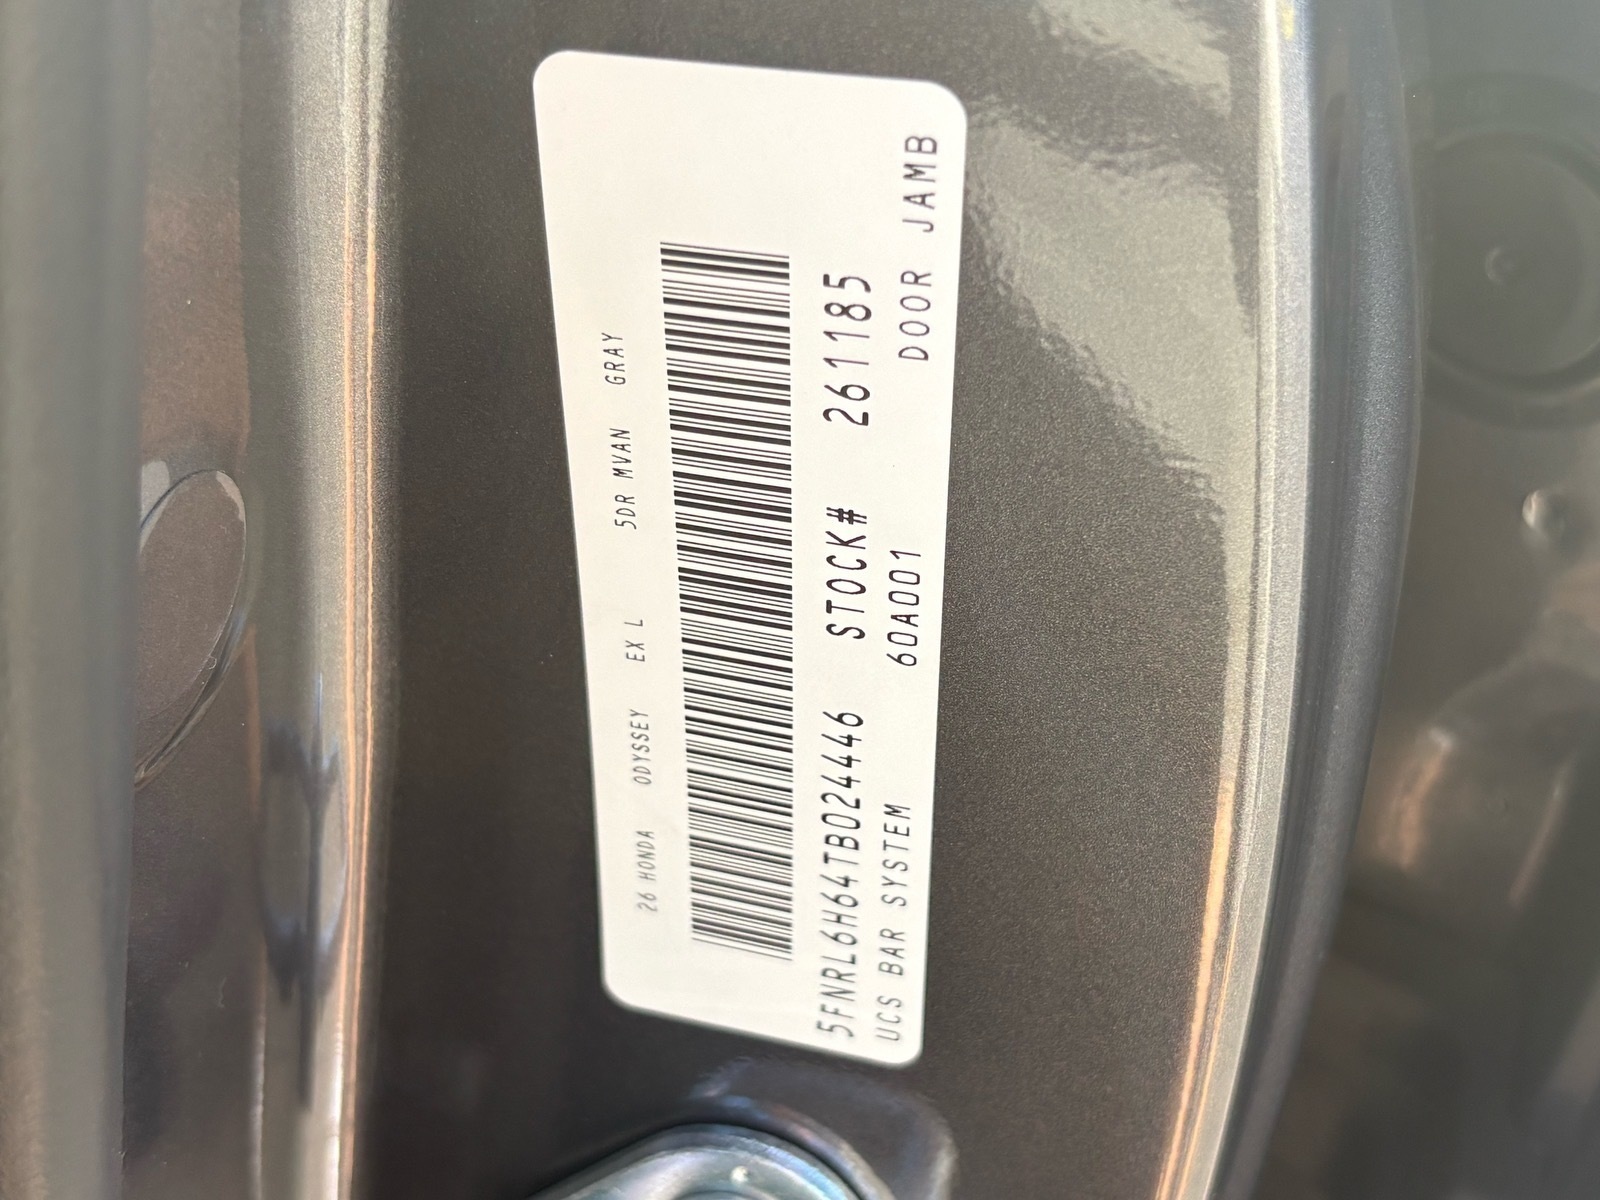 26 HONDA ODYSSEY EX L 5DR MVAN GRAY
5FNRL6H64TB024446 STOCK# 261185
UCS BAR SYSTEM 60A001 DOOR JAMB